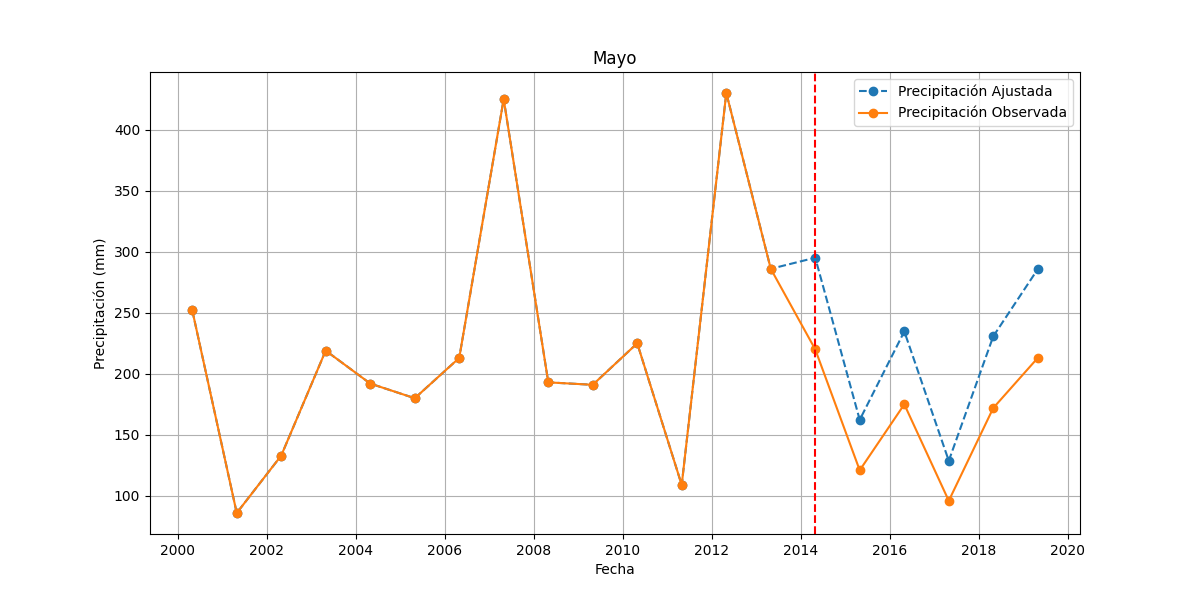 Mayo
Precipitación Ajustada
Precipitación Observada
Precipitación (mm)
400
350
300
250
200
150
100
2000 2002 2004 2006 2008 2010 2012 2014 2016 2018 2020
Fecha